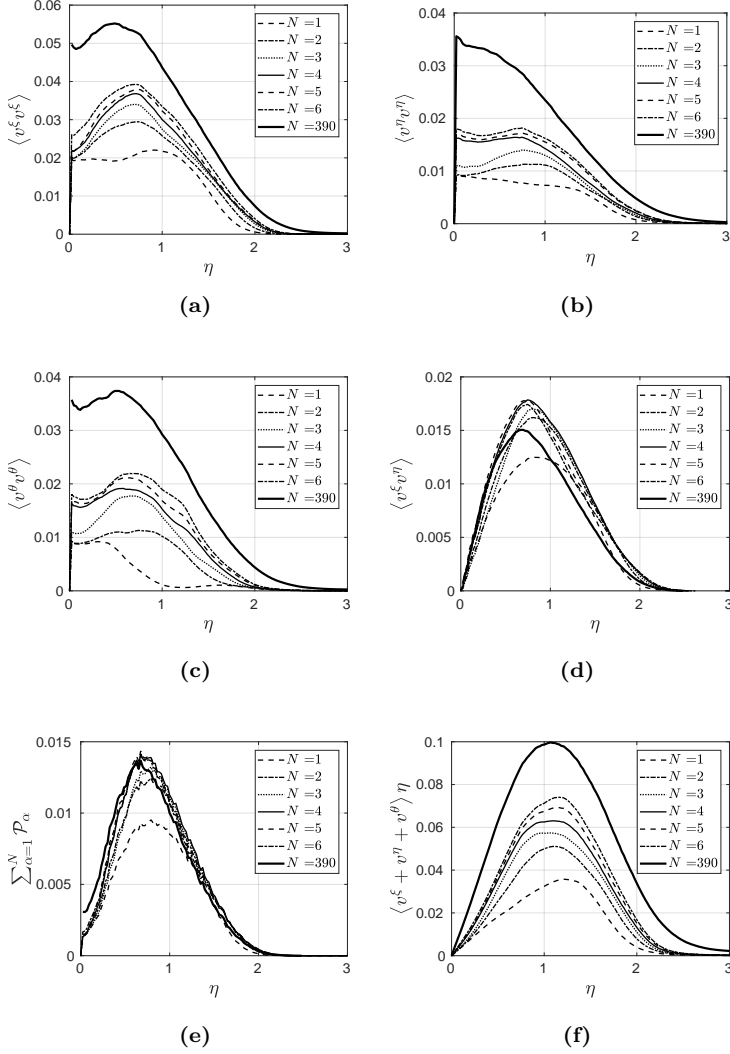 0.06
0.05
0.04
0.03
0.02
0.01
0
0 1 2 3
⟨v^ξ v^ξ⟩
η
N =1
N =2
N =3
N =4
N =5
N =6
N =390
(a)
0.04
0.03
0.02
0.01
0
0 1 2 3
⟨v^η v^η⟩
η
N =1
N =2
N =3
N =4
N =5
N =6
N =390
(b)
0.04
0.03
0.02
0.01
0
0 1 2 3
⟨v^θ v^θ⟩
η
N =1
N =2
N =3
N =4
N =5
N =6
N =390
(c)
0.02
0.015
0.01
0.005
0
0 1 2 3
⟨v^ξ v^η⟩
η
N =1
N =2
N =3
N =4
N =5
N =6
N =390
(d)
0.015
0.01
0.005
0
0 1 2 3
∑_{α=1}^{N} 𝒫_α
η
N =1
N =2
N =3
N =4
N =5
N =6
N =390
(e)
0.1
0.08
0.06
0.04
0.02
0
0 1 2 3
⟨v^ξ + v^η + v^θ⟩ η
η
N =1
N =2
N =3
N =4
N =5
N =6
N =390
(f)